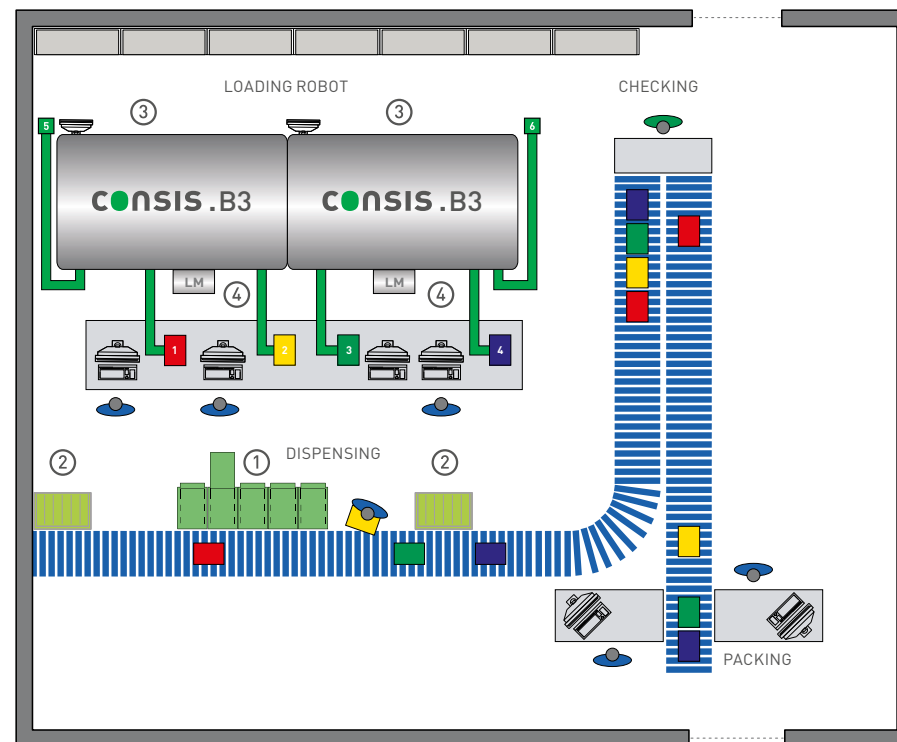 LOADING ROBOT
CHECKING
3
3
5
6
CONSIS.B3
CONSIS.B3
LM
4
LM
4
1
2
3
4
DISPENSING
2
1
2
PACKING